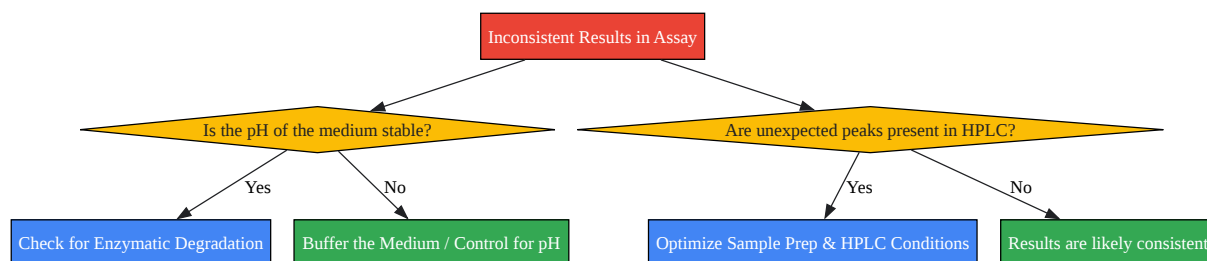 Inconsistent Results in Assay
Is the pH of the medium stable?
Are unexpected peaks present in HPLC?
Yes
No
Yes
No
Check for Enzymatic Degradation
Buffer the Medium / Control for pH
Optimize Sample Prep & HPLC Conditions
Results are likely consistent